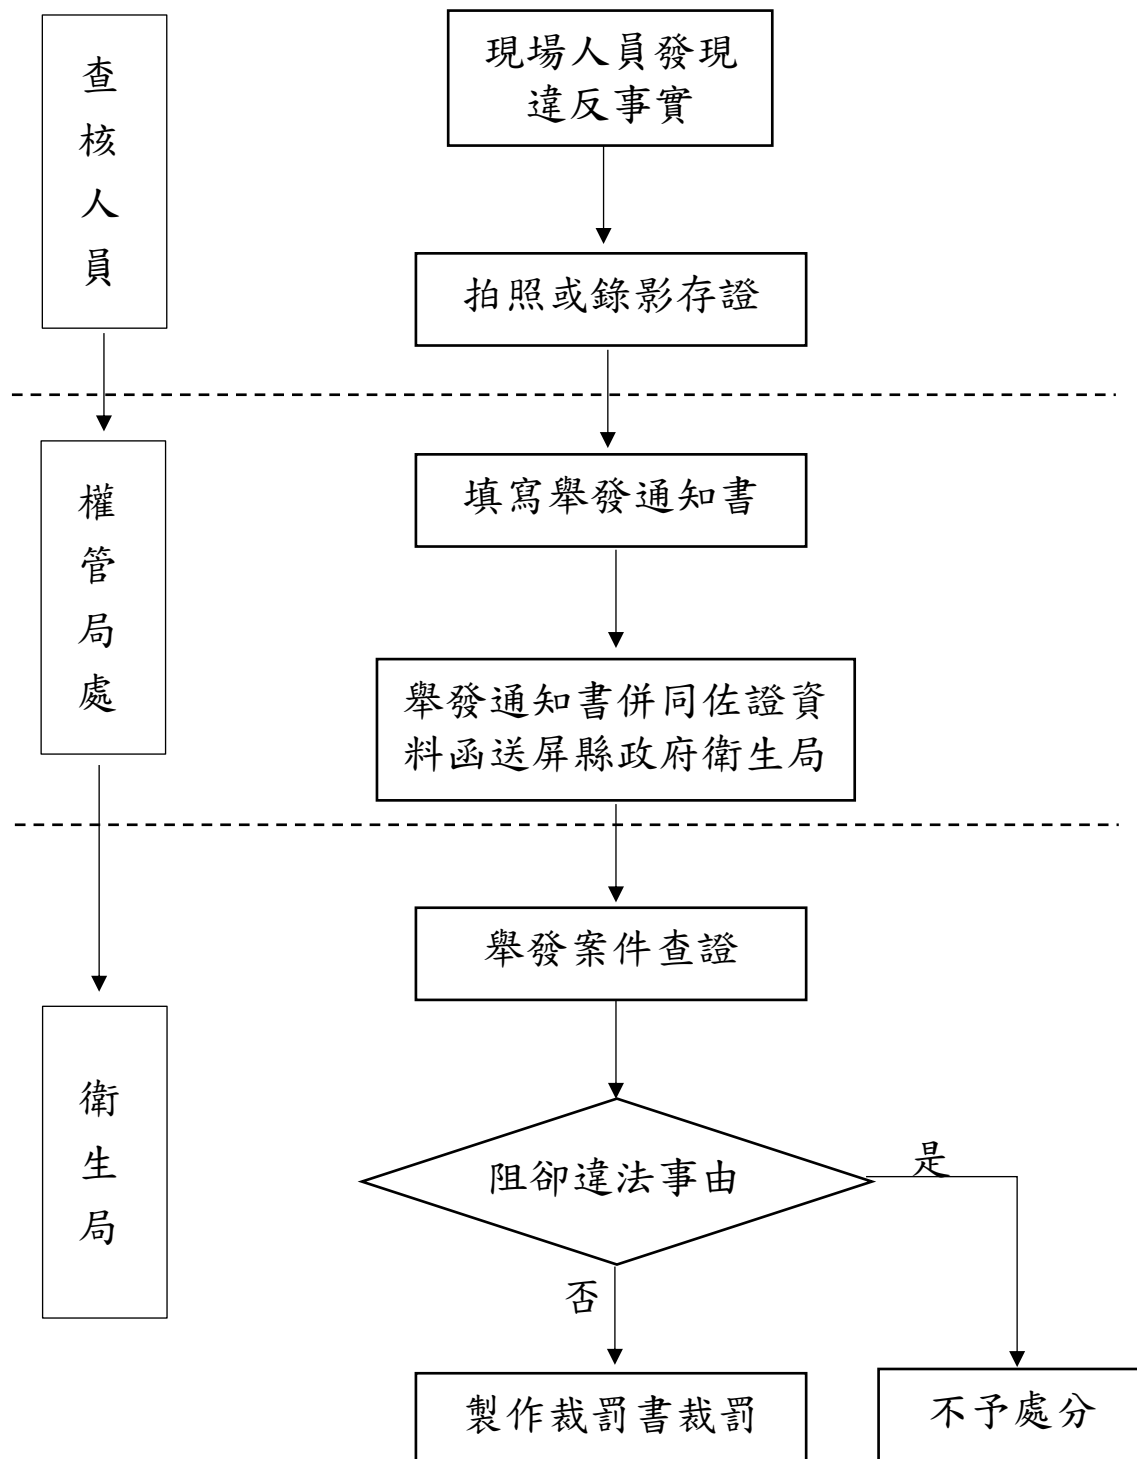 查核人員
現場人員發現
違反事實
拍照或錄影存證
權管局處
填寫舉發通知書
舉發通知書併同佐證資
料函送屏縣政府衛生局
衛生局
舉發案件查證
阻卻違法事由
是
否
製作裁罰書裁罰
不予處分